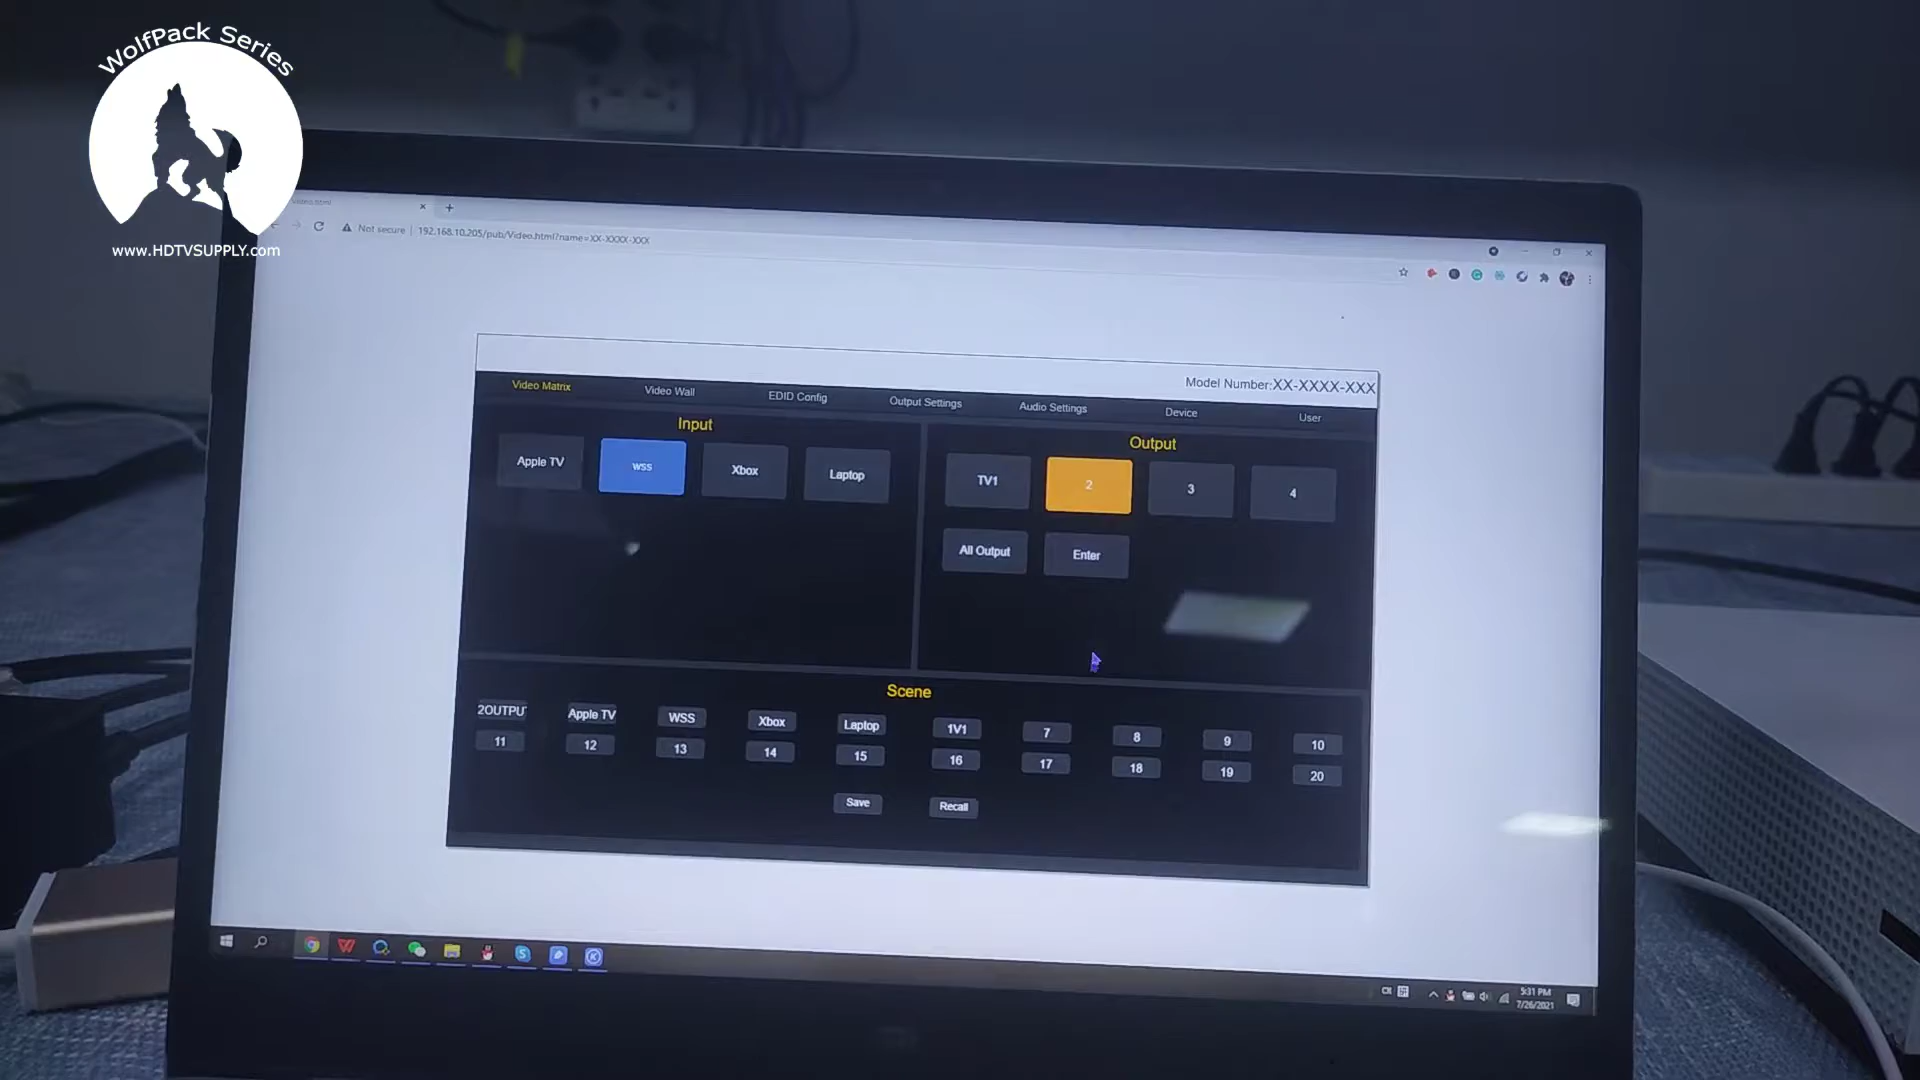 WolfPack Series
www.HDTVSUPPLY.com
Video.html
Not secure | 192.168.10.205/pub/Video.html?name=XX-XXXX-XXX
Model Number:XX-XXXX-XXX
Video Matrix Video Wall EDID Config Output Settings Audio Settings Device User
Input
Apple TV wss Xbox Laptop
Output
TV1 2 3 4
All Output Enter
Scene
2OUTPUT Apple TV WSS Xbox Laptop 1V1 7 8 9 10
11 12 13 14 15 16 17 18 19 20
Save Recall
5:31 PM
7/26/2021